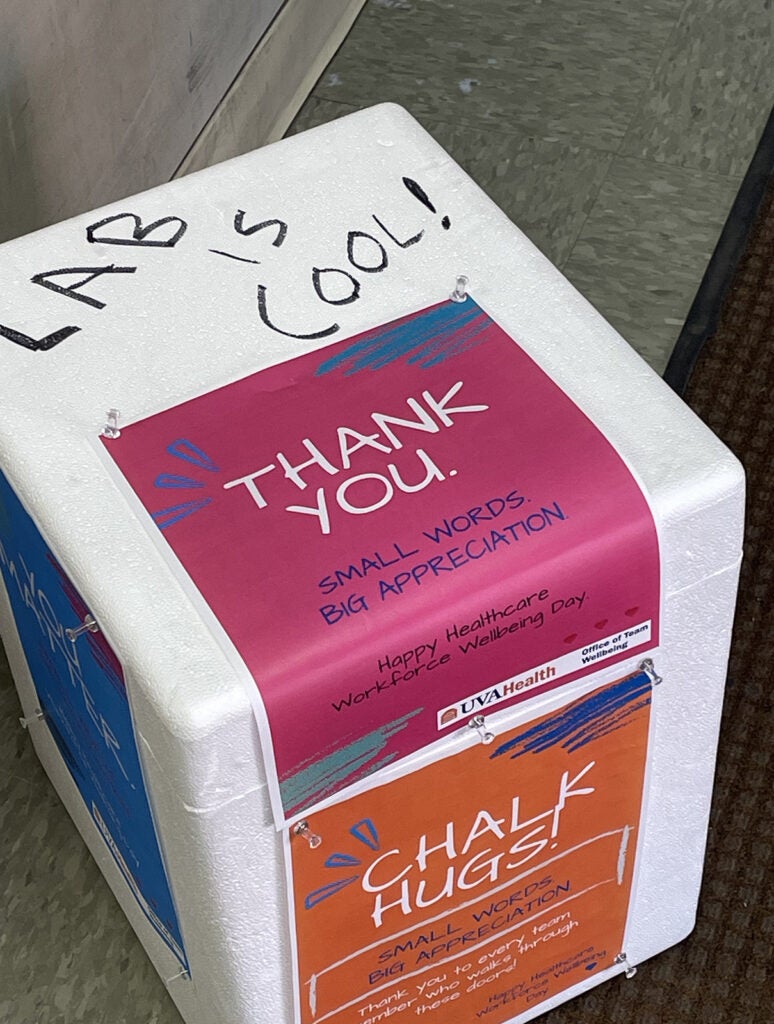 LAB IS COOL!
THANK
YOU.
SMALL WORDS.
BIG APPRECIATION.
Happy Healthcare
Workforce Wellbeing Day.
UVAHealth
Office of Team
Wellbeing
YOU
MATTER.
CHALK
HUGS!
SMALL WORDS.
BIG APPRECIATION.
Thank you to every team
member who walks through
these doors!
Happy Healthcare
Workforce Wellbeing
Day